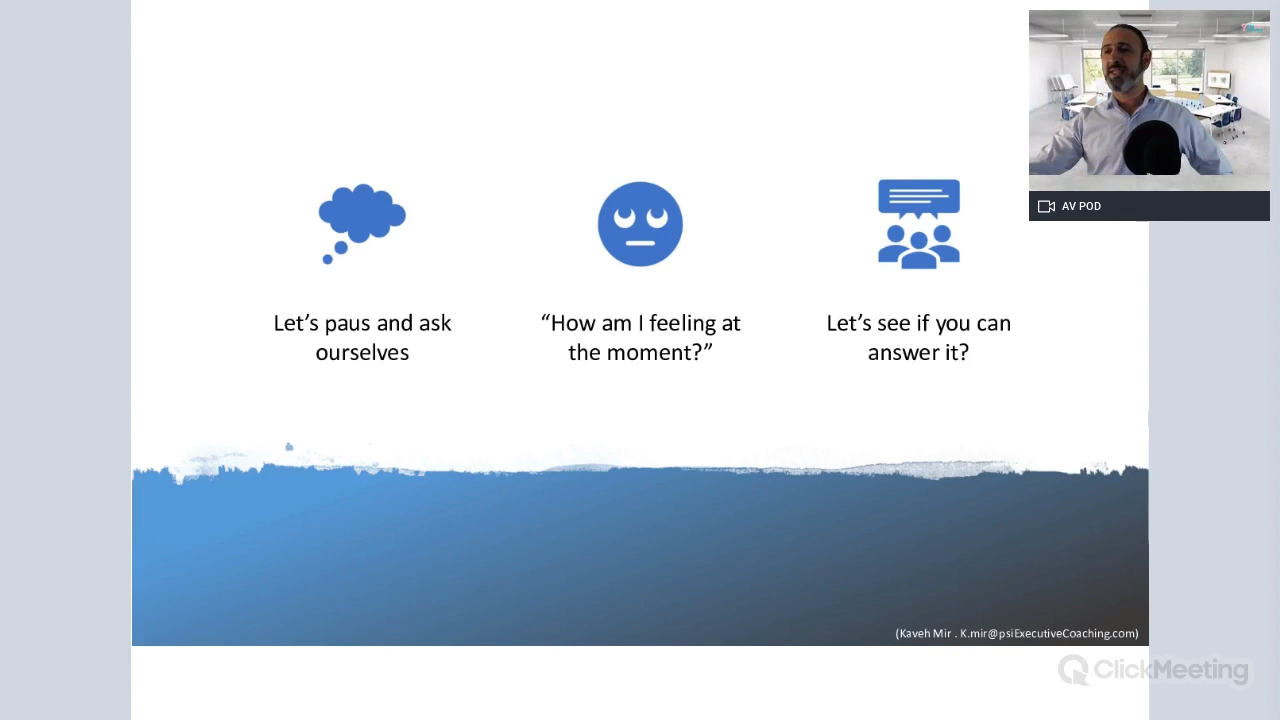 AV POD
Let’s paus and ask
ourselves
“How am I feeling at
the moment?”
Let’s see if you can
answer it?
(Kaveh Mir . K.mir@psiExecutiveCoaching.com)
ClickMeeting